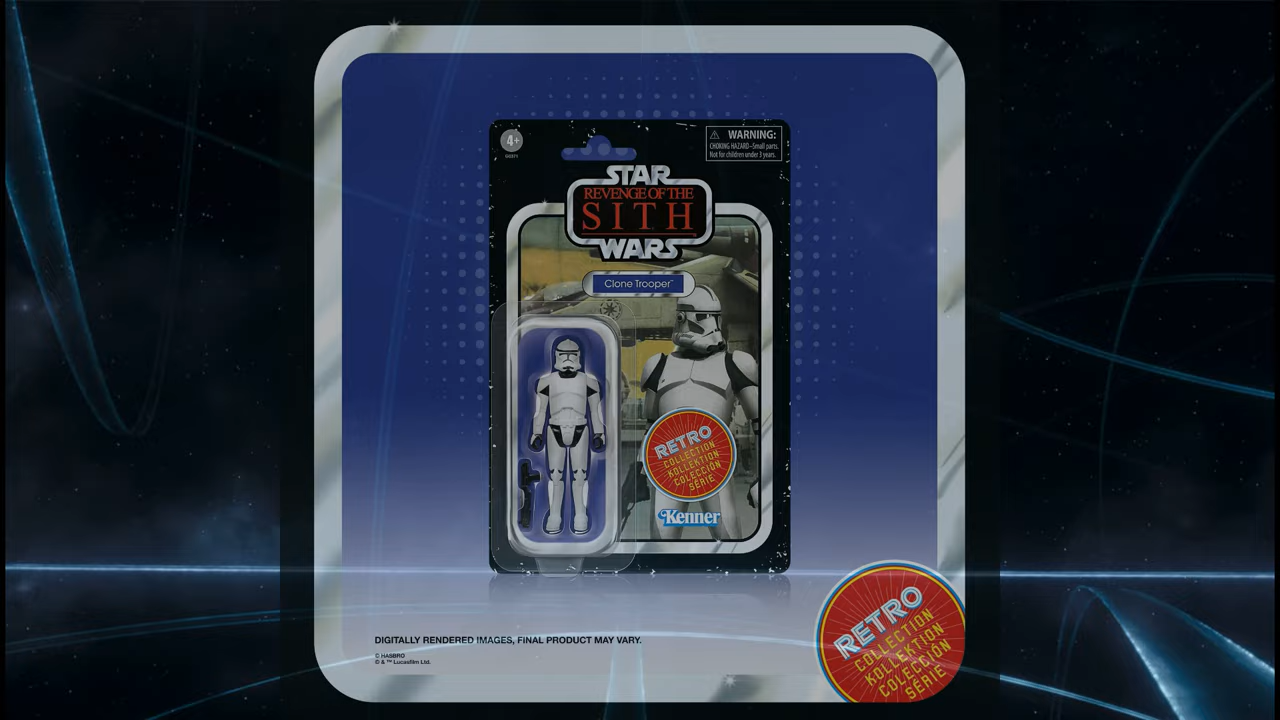 4+
G0371
⚠ WARNING:
CHOKING HAZARD–Small parts.
Not for children under 3 years.
STAR
REVENGE OF THE
SITH
WARS
Clone Trooper™
RETRO
COLLECTION
KOLLEKTION
COLECCIÓN
SÉRIE
Kenner
RETRO
COLLECTION
KOLLEKTION
COLECCIÓN
SÉRIE
DIGITALLY RENDERED IMAGES, FINAL PRODUCT MAY VARY.
© HASBRO
© & ™ Lucasfilm Ltd.